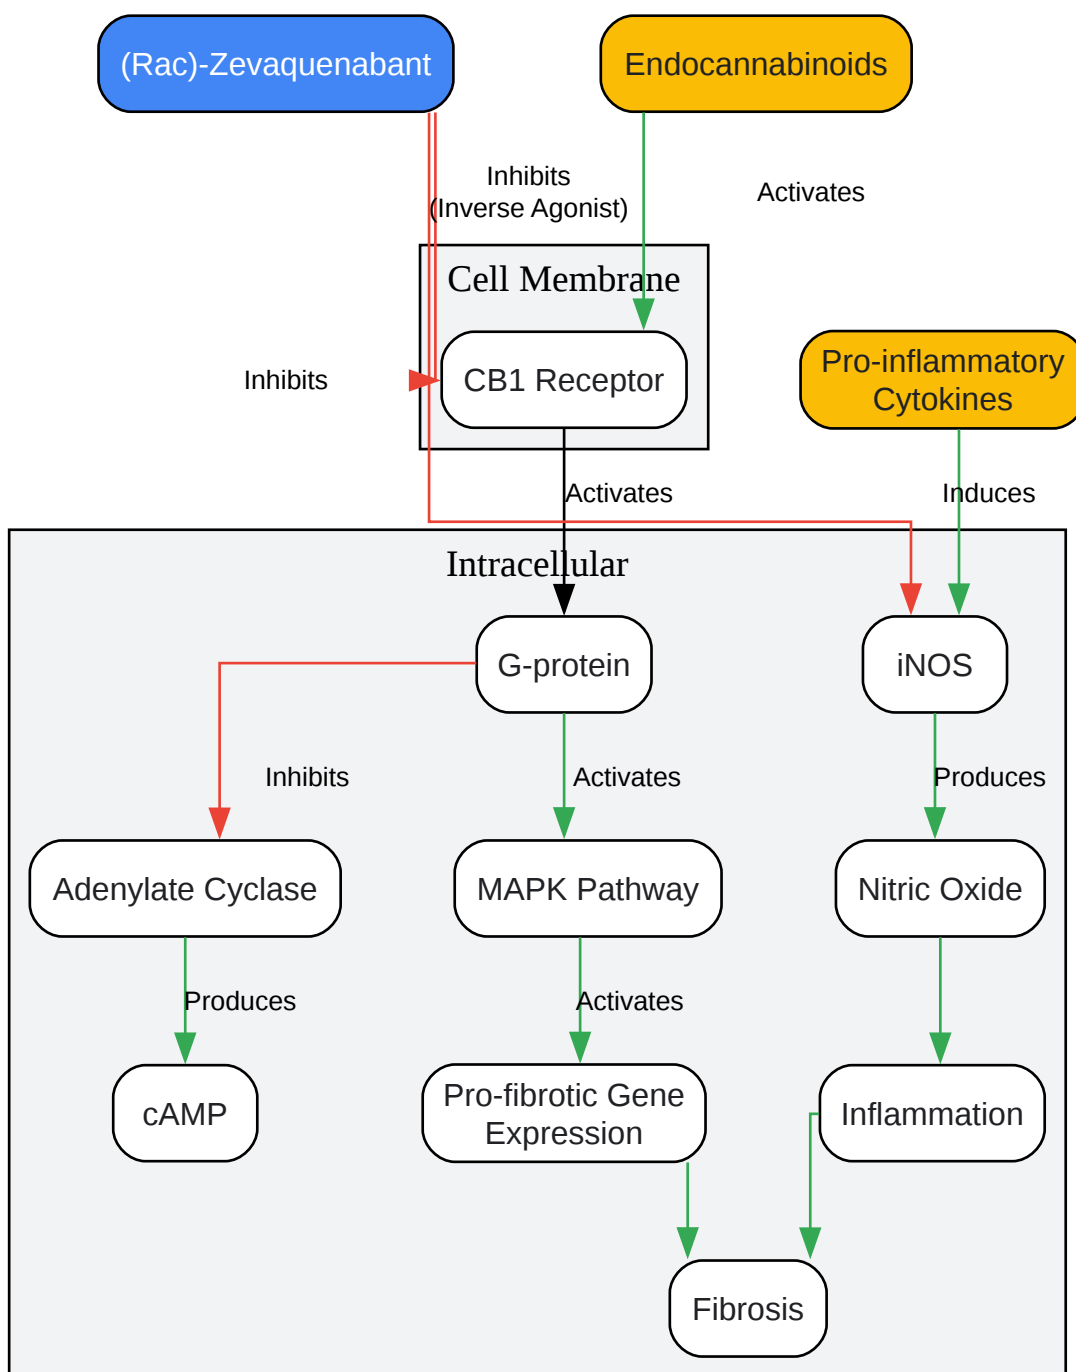 (Rac)-Zevaquenabant
Endocannabinoids
Inhibits
(Inverse Agonist)
Activates
Cell Membrane
Inhibits
CB1 Receptor
Pro-inflammatory
Cytokines
Activates
Induces
Intracellular
G-protein
iNOS
Inhibits
Activates
Produces
Adenylate Cyclase
MAPK Pathway
Nitric Oxide
Produces
Activates
cAMP
Pro-fibrotic Gene
Expression
Inflammation
Fibrosis